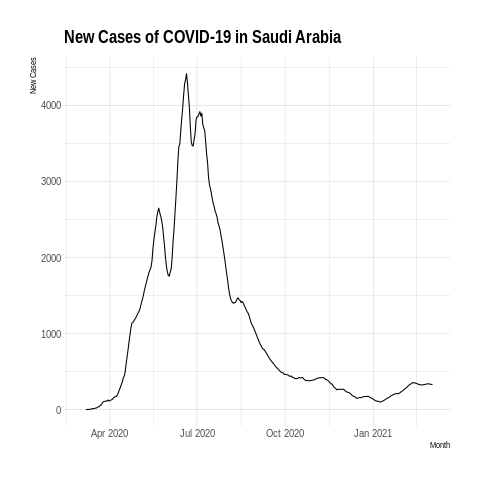 New Cases of COVID-19 in Saudi Arabia
New Cases
4000
3000
2000
1000
0
Apr 2020 Jul 2020 Oct 2020 Jan 2021
Month